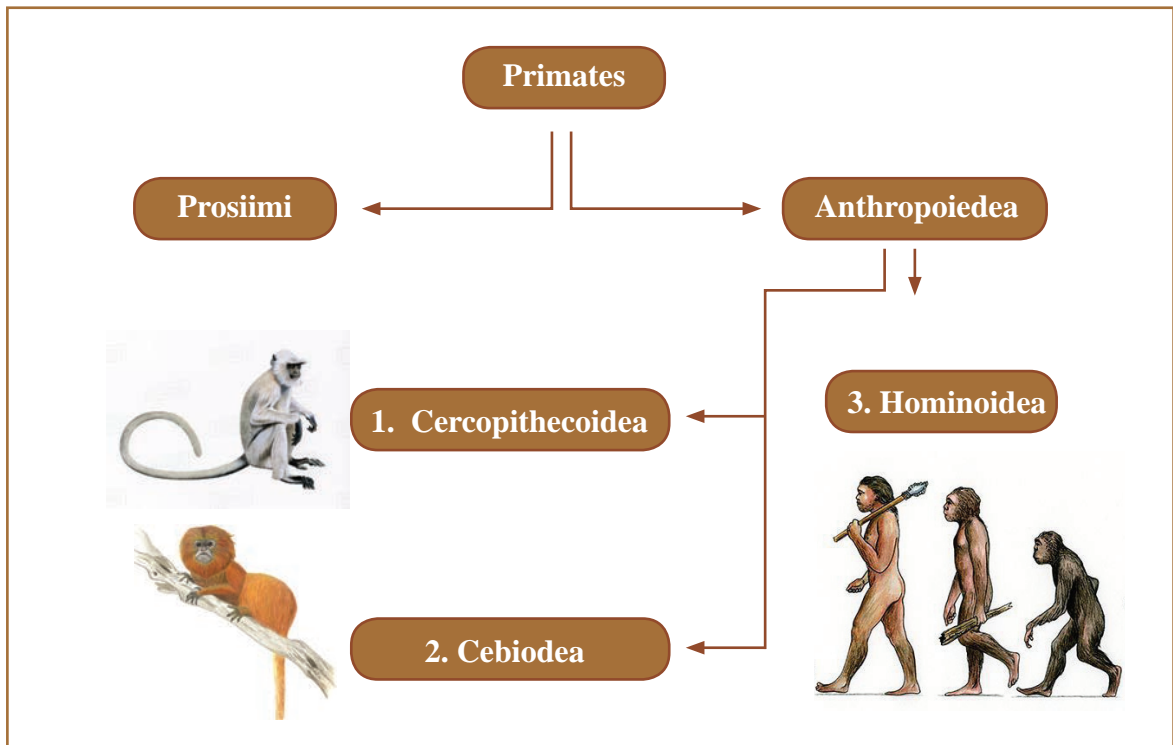 Primates
Prosiimi
Anthropoiedea
1. Cercopithecoidea
3. Hominoidea
2. Cebiodea